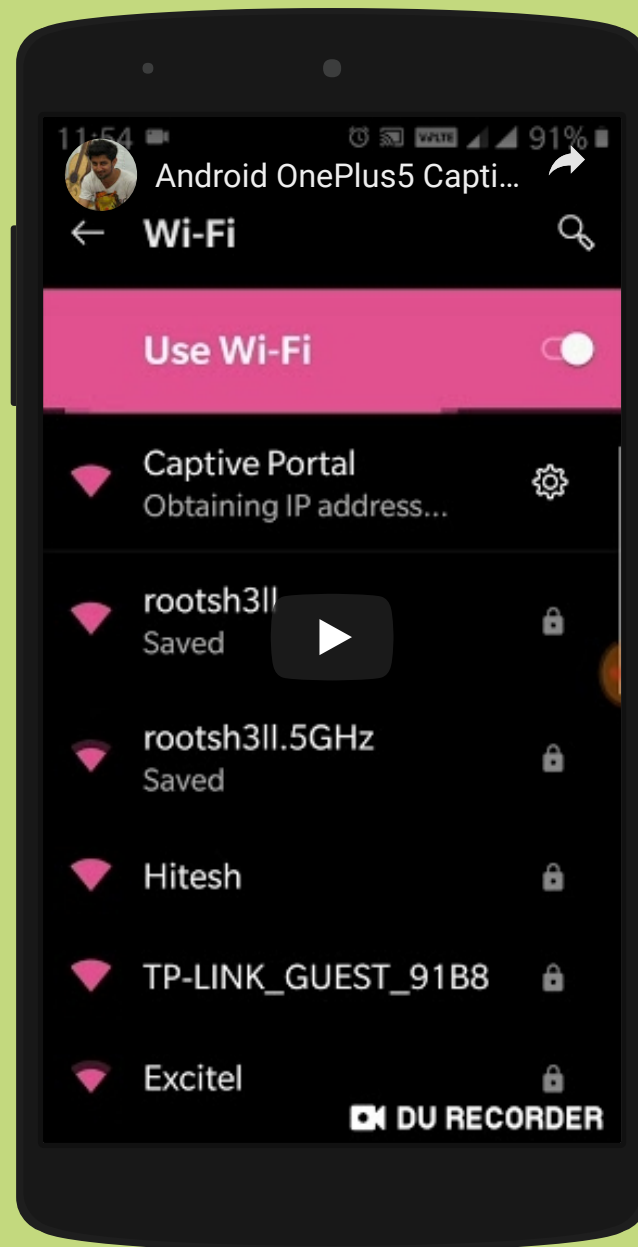 11:54 VoLTE 91%
Android OnePlus5 Capti...
Wi-Fi
Use Wi-Fi
Captive Portal
Obtaining IP address...
rootsh3ll
Saved
rootsh3ll.5GHz
Saved
Hitesh
TP-LINK_GUEST_91B8
Excitel
DU RECORDER